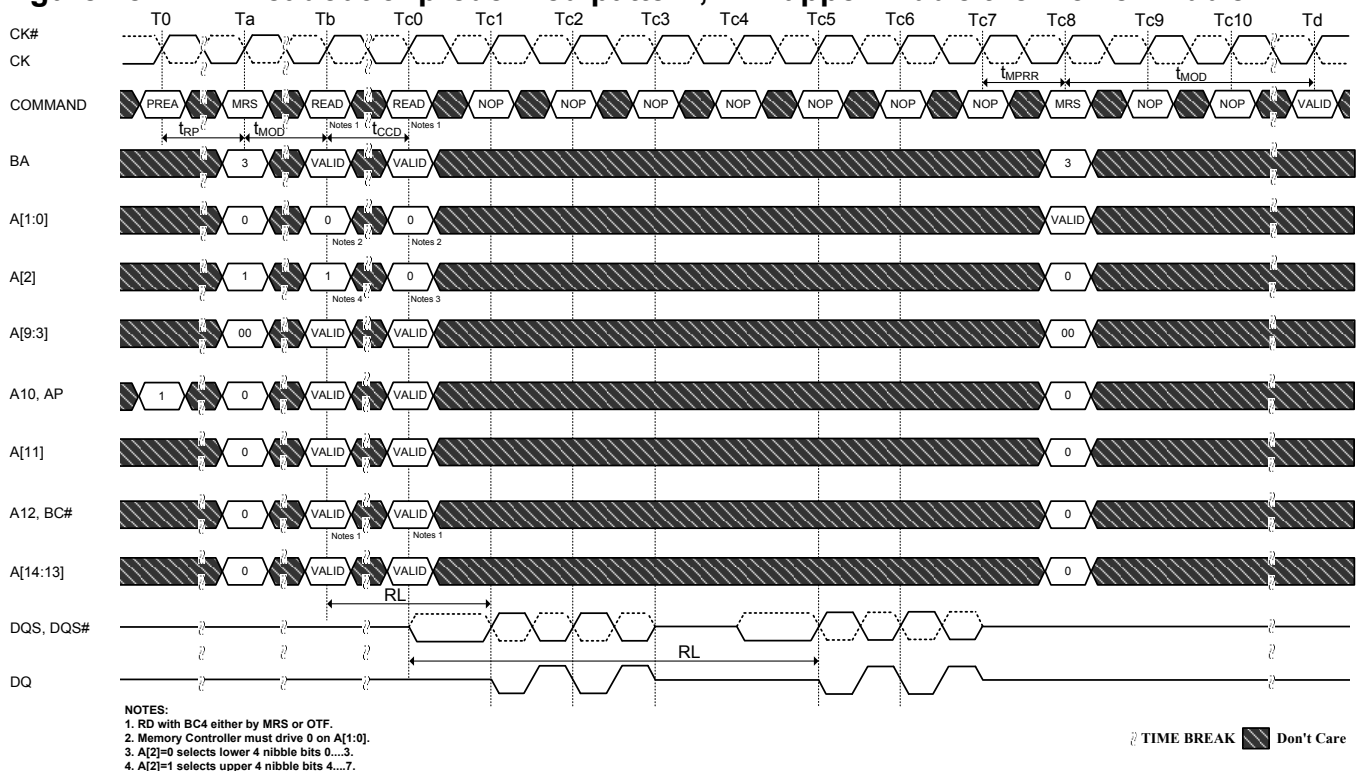 T0 Ta Tb Tc0 Tc1 Tc2 Tc3 Tc4 Tc5 Tc6 Tc7 Tc8 Tc9 Tc10 Td
CK#
CK
tMPRR tMOD
COMMAND PREA MRS READ READ NOP NOP NOP NOP NOP NOP NOP MRS NOP NOP VALID
Notes 1 Notes 1
tRP tMOD tCCD
BA 3 VALID VALID 3
A[1:0] 0 0 0 VALID
Notes 2 Notes 2
A[2] 1 1 0 0
Notes 4 Notes 3
A[9:3] 00 VALID VALID 00
A10, AP 1 0 VALID VALID 0
A[11] 0 VALID VALID 0
A12, BC# 0 VALID VALID 0
Notes 1 Notes 1
A[14:13] 0 VALID VALID 0
RL
DQS, DQS#
RL
DQ
NOTES:
1. RD with BC4 either by MRS or OTF.
2. Memory Controller must drive 0 on A[1:0].
3. A[2]=0 selects lower 4 nibble bits 0....3.
4. A[2]=1 selects upper 4 nibble bits 4....7.
TIME BREAK Don't Care